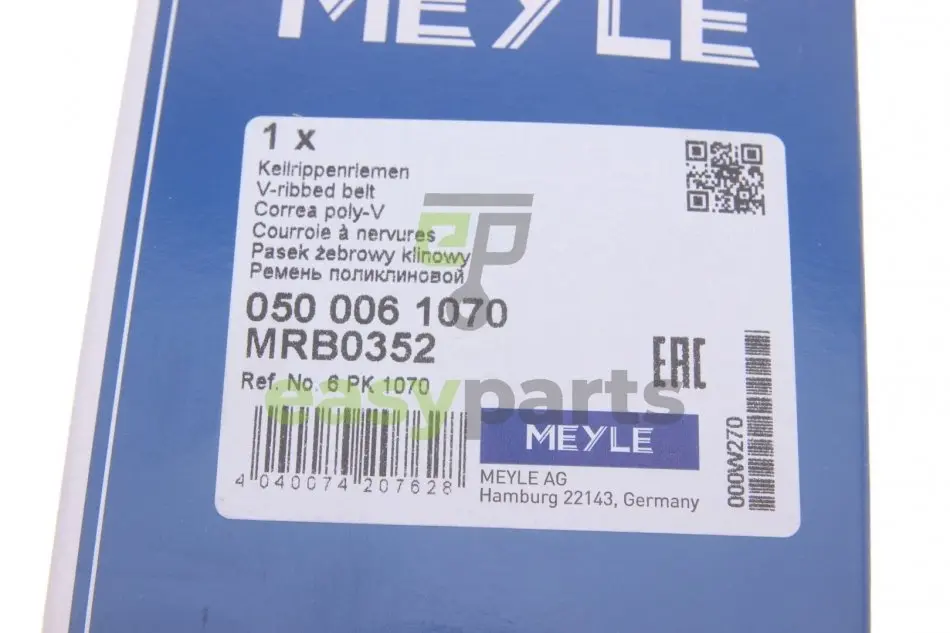 MEYLE
1 x
Keilrippenriemen
V-ribbed belt
Correa poly-V
Courroie à nervures
Pasek żebrowy klinowy
Ремень поликлиновой
050 006 1070
MRB0352
Ref. No. 6 PK 1070
EAC
easyparts
MEYLE
4 040074 207628
MEYLE AG
Hamburg 22143, Germany
000W270
ep